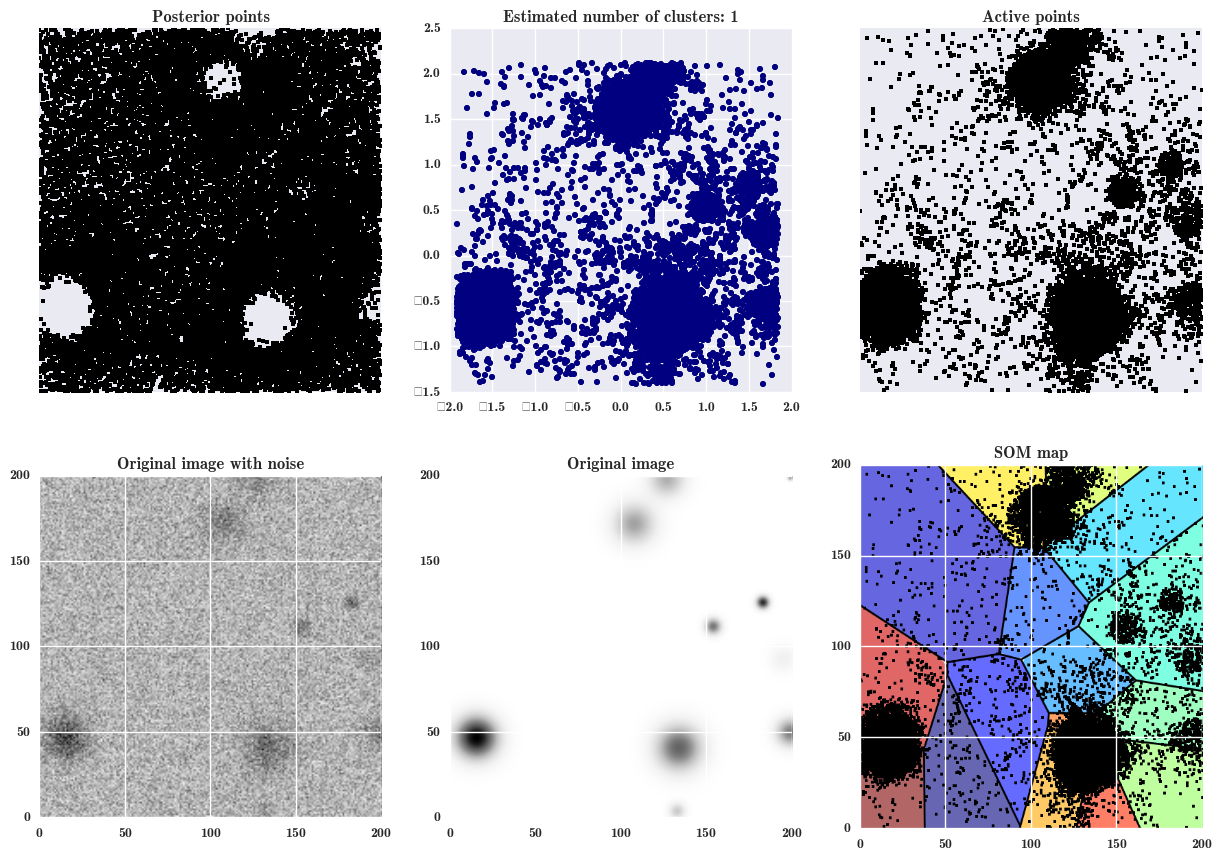 Posterior points
Estimated number of clusters: 1
Active points
2.5
2.0
1.5
1.0
0.5
0.0
□0.5
□1.0
□1.5
□2.0 □1.5 □1.0 □0.5 0.0 0.5 1.0 1.5 2.0
Original image with noise
Original image
SOM map
200
150
100
50
0
0 50 100 150 200
200
150
100
50
0
0 50 100 150 200
200
150
100
50
0
0 50 100 150 200